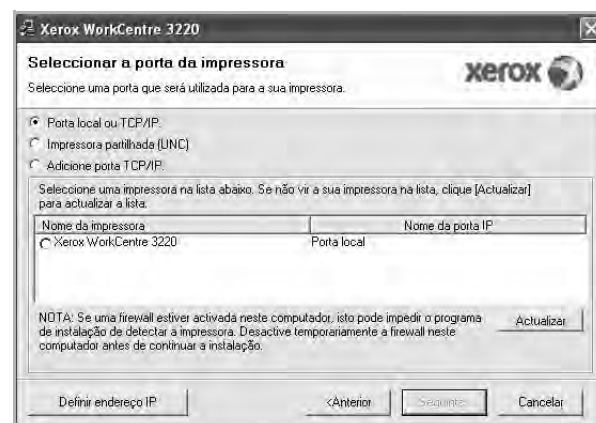 Xerox WorkCentre 3220
Seleccionar a porta da impressora
Seleccione uma porta que será utilizada para a sua impressora.
xerox
Porta local ou TCP/IP.
Impressora partilhada (UNC)
Adicione porta TCP/IP.
Seleccione uma impressora na lista abaixo. Se não vir a sua impressora na lista, clique [Actualizar]
para actualizar a lista.
Nome da impressora Nome da porta IP
Xerox WorkCentre 3220 Porta local
NOTA: Se uma firewall estiver activada neste computador, isto pode impedir o programa
de instalação de detectar a impressora. Desactive temporariamente a firewall neste
computador antes de continuar a instalação.
Actualizar
Definir endereço IP <Anterior Seguinte> Cancelar